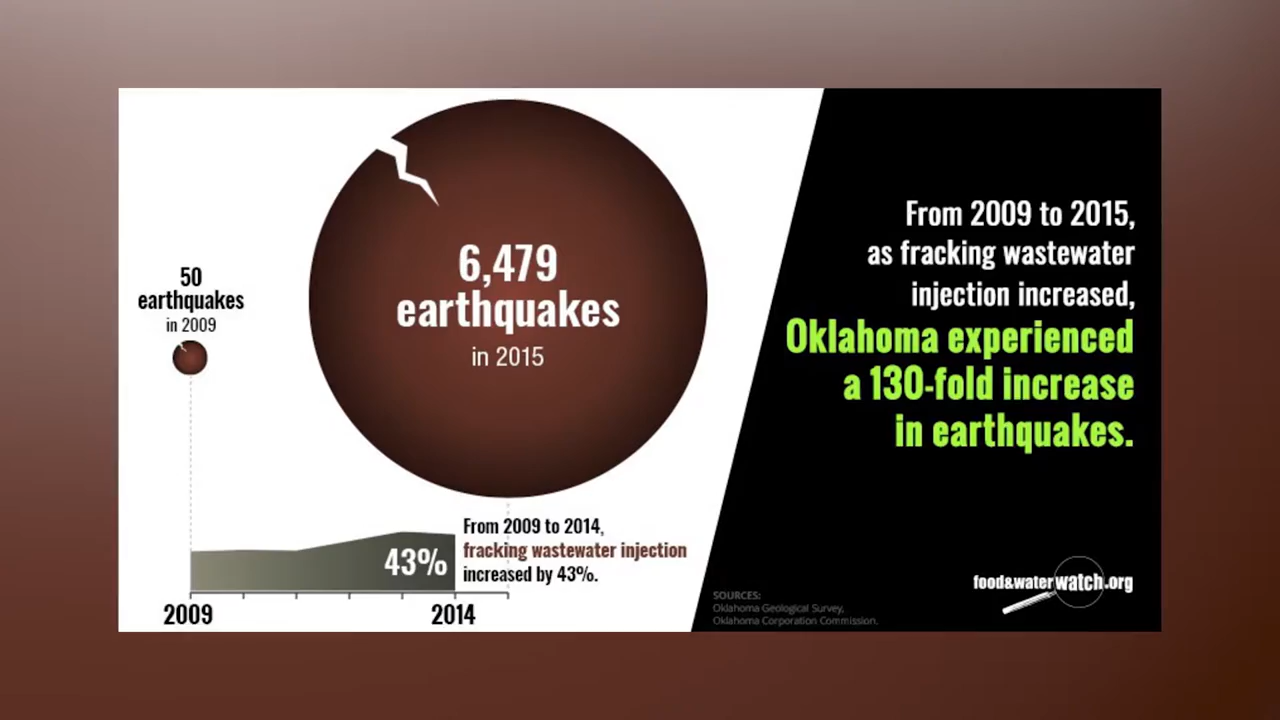 50
earthquakes
in 2009
6,479
earthquakes
in 2015
From 2009 to 2015,
as fracking wastewater
injection increased,
Oklahoma experienced
a 130-fold increase
in earthquakes.
43%
From 2009 to 2014,
fracking wastewater injection
increased by 43%.
2009
2014
SOURCES:
Oklahoma Geological Survey,
Oklahoma Corporation Commission.
food&waterwatch.org